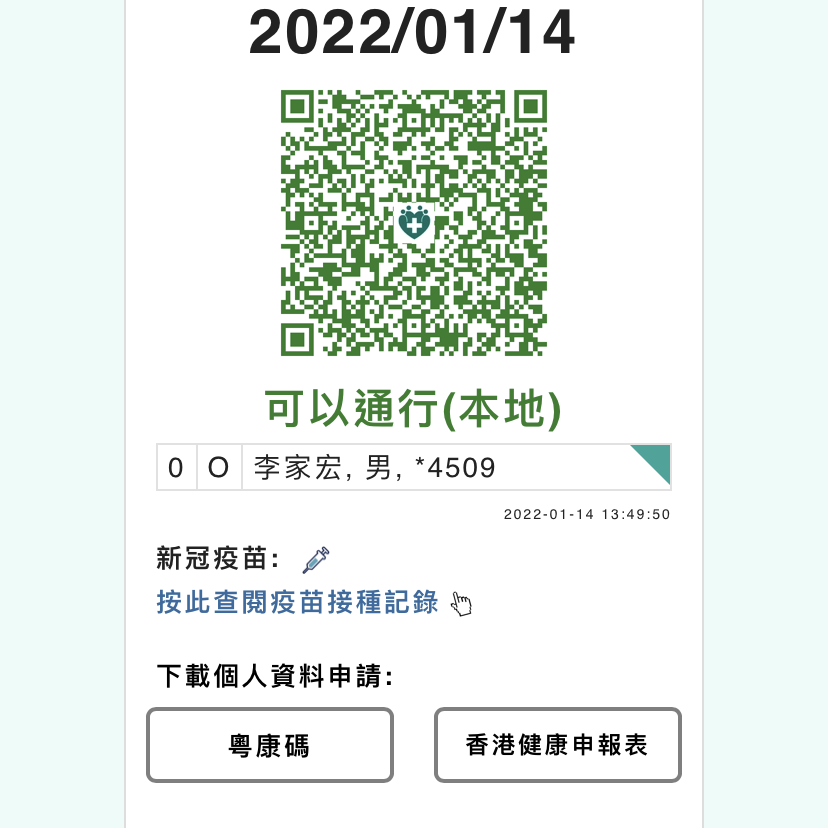 2022/01/14
可以通行(本地)
0 O 李家宏, 男, *4509
2022-01-14 13:49:50
新冠疫苗:
按此查閱疫苗接種記錄
下載個人資料申請:
粵康碼 香港健康申報表